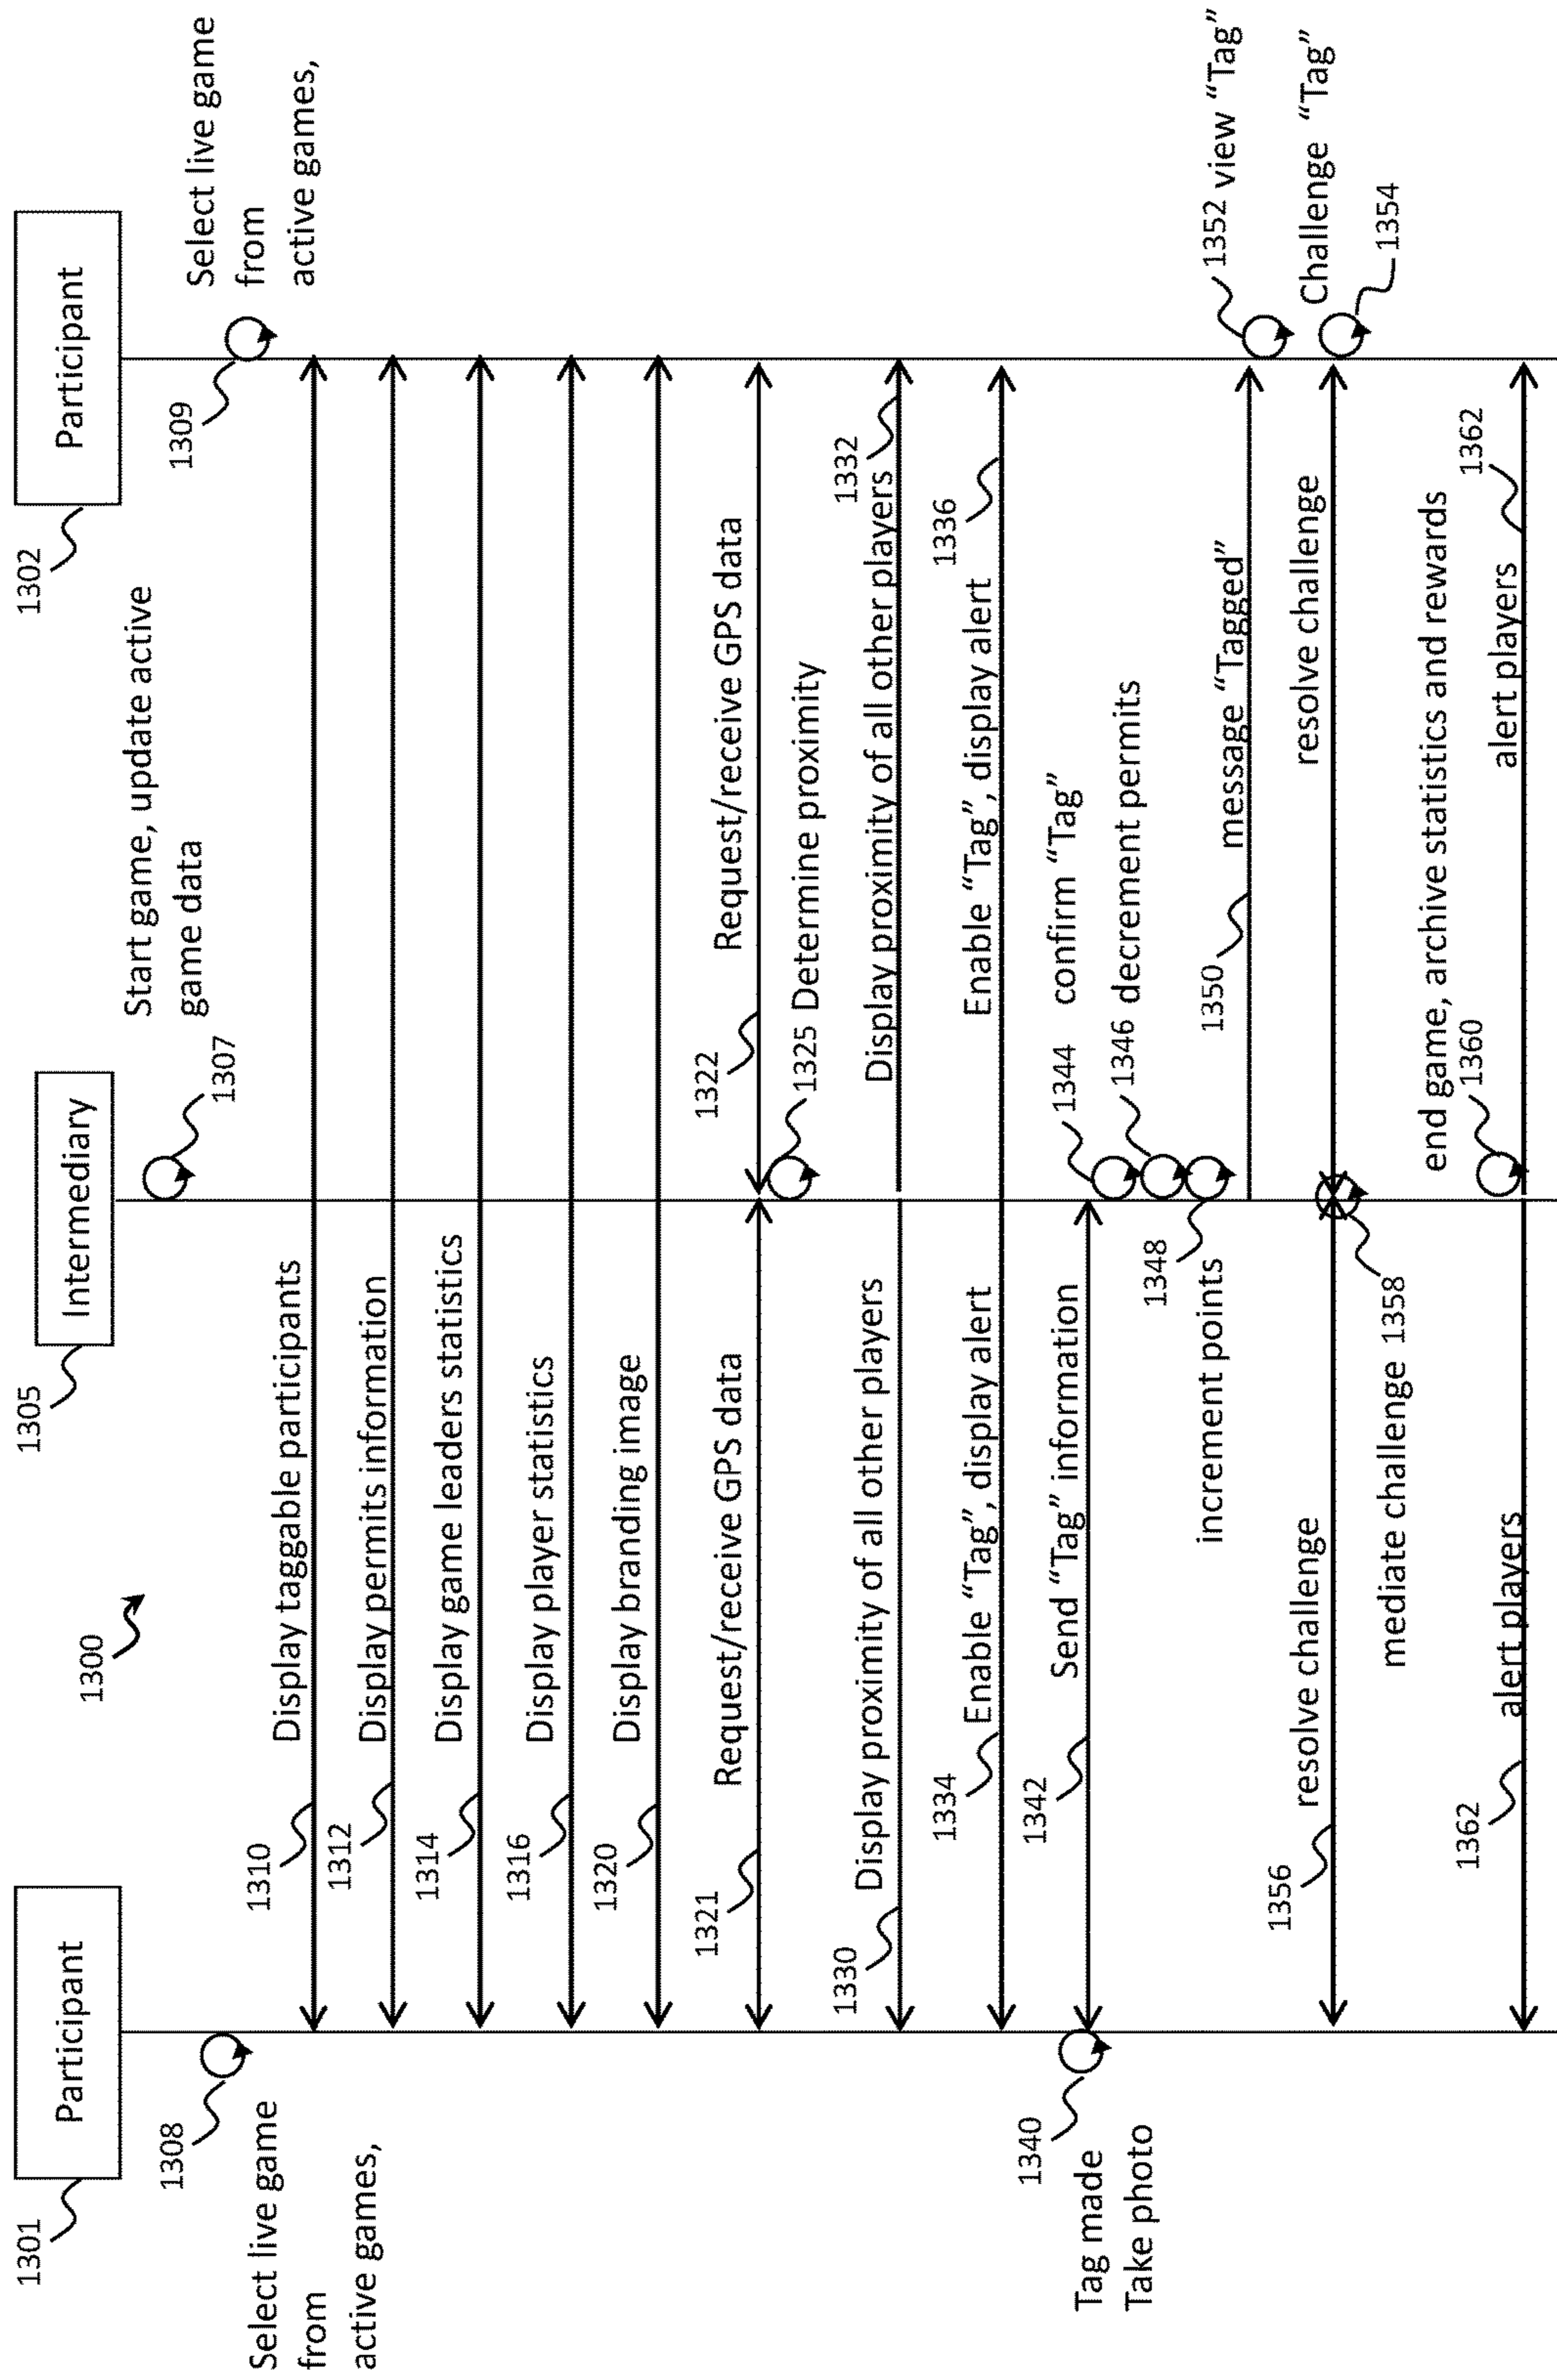 1300
1301
Participant
1305
Intermediary
1302
Participant
1307
Start game, update active
game data
1308
Select live game
from
active games,
1309
Select live game
from
active games,
1310
Display taggable participants
1312
Display permits information
1314
Display game leaders statistics
1316
Display player statistics
1320
Display branding image
1321
Request/receive GPS data
1322
Request/receive GPS data
1325 Determine proximity
1330
Display proximity of all other players
Display proximity of all other players
1332
1334
Enable “Tag”, display alert
Enable “Tag”, display alert
1336
1340
Tag made
Take photo
1342
Send “Tag” information
1344 confirm “Tag”
1346 decrement permits
1348
increment points
1350
message “Tagged”
1352 view “Tag”
Challenge “Tag”
1354
1356
resolve challenge
resolve challenge
mediate challenge 1358
end game, archive statistics and rewards
1360
1362
alert players
alert players
1362